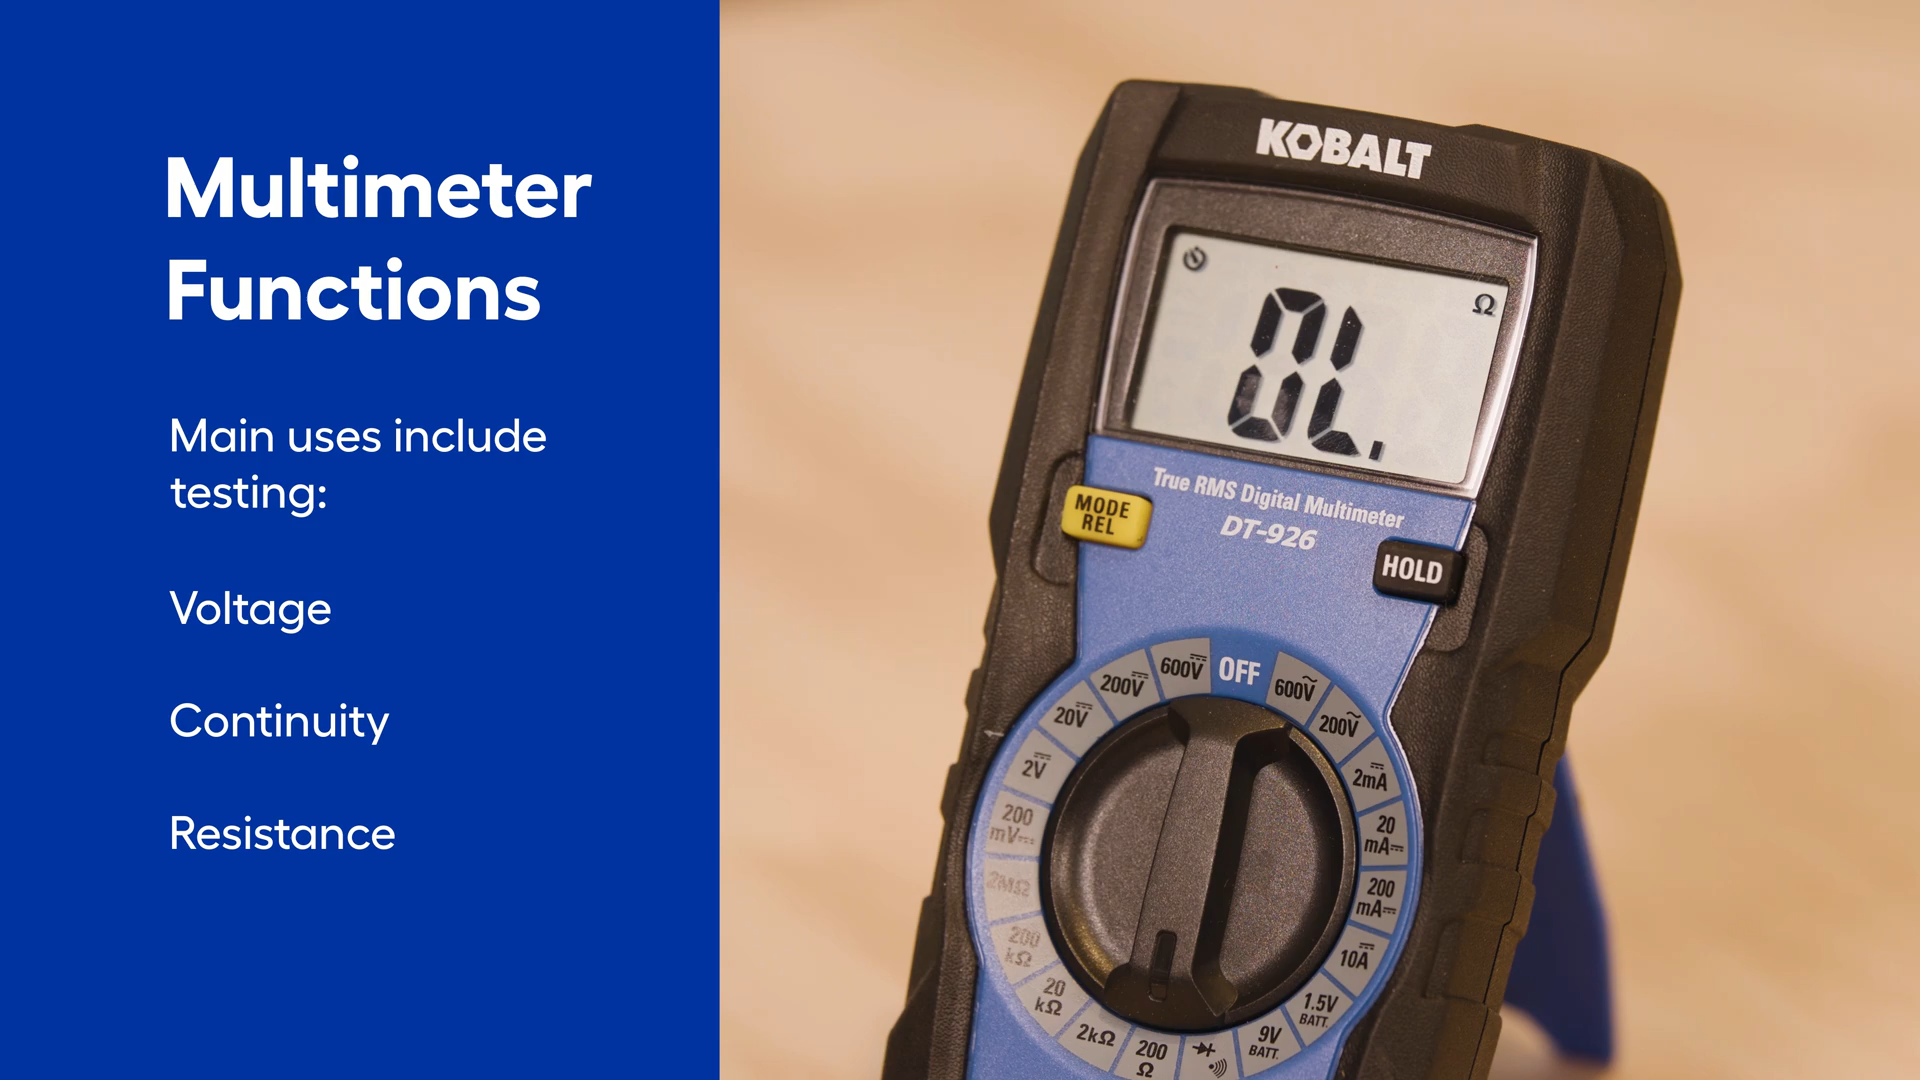 Multimeter
Functions
Main uses include
testing:
Voltage
Continuity
Resistance
KOBALT
Ω
OL.
True RMS Digital Multimeter
DT-926
MODE
REL
HOLD
OFF
600V
200V
20V
2V
200
mV
2MΩ
200
kΩ
20
kΩ
2kΩ
200
Ω
9V
BATT.
1.5V
BATT.
10A
200
mA
20
mA
2mA
200V
600V